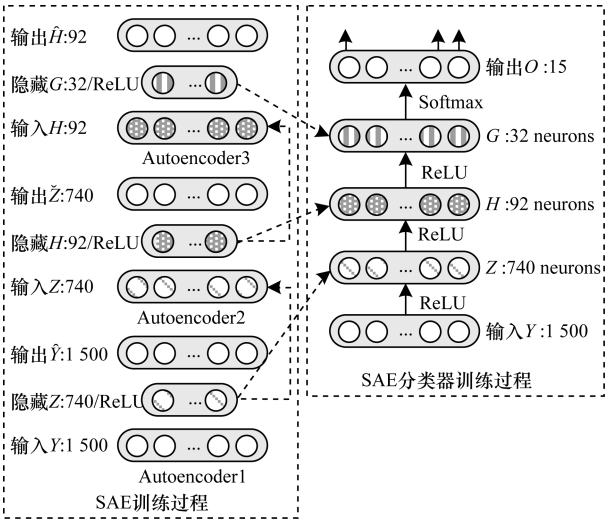 输出Ĥ:92
隐藏G:32/ReLU
输入H:92
Autoencoder3
输出Ž:740
隐藏H:92/ReLU
输入Z:740
Autoencoder2
输出Ŷ:1 500
隐藏Z:740/ReLU
输入Y:1 500
Autoencoder1
SAE训练过程
输出O:15
Softmax
G:32 neurons
ReLU
H:92 neurons
ReLU
Z:740 neurons
ReLU
输入Y:1 500
SAE分类器训练过程